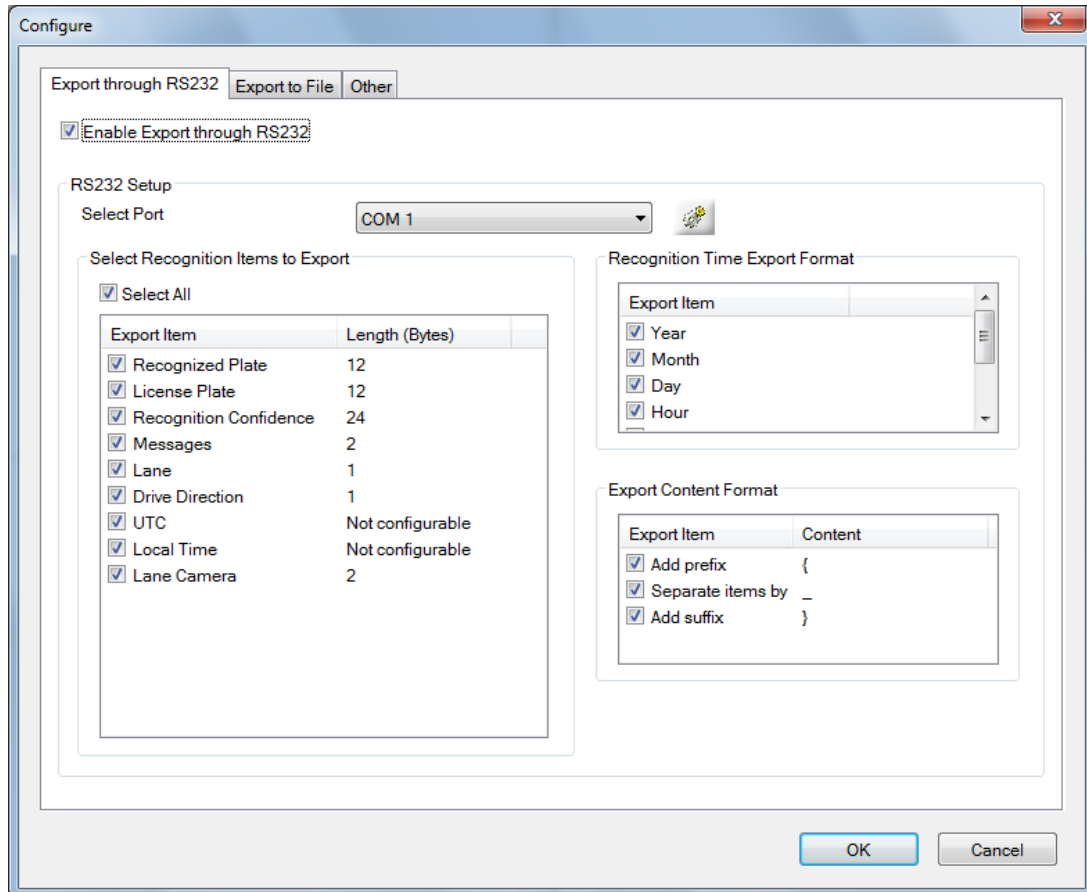 Configure
x
Export through RS232 Export to File Other
Enable Export through RS232
RS232 Setup
Select Port COM 1
Select Recognition Items to Export
Select All
Export Item Length (Bytes)
Recognized Plate 12
License Plate 12
Recognition Confidence 24
Messages 2
Lane 1
Drive Direction 1
UTC Not configurable
Local Time Not configurable
Lane Camera 2
Recognition Time Export Format
Export Item
Year
Month
Day
Hour
Export Content Format
Export Item Content
Add prefix {
Separate items by _
Add suffix }
OK Cancel